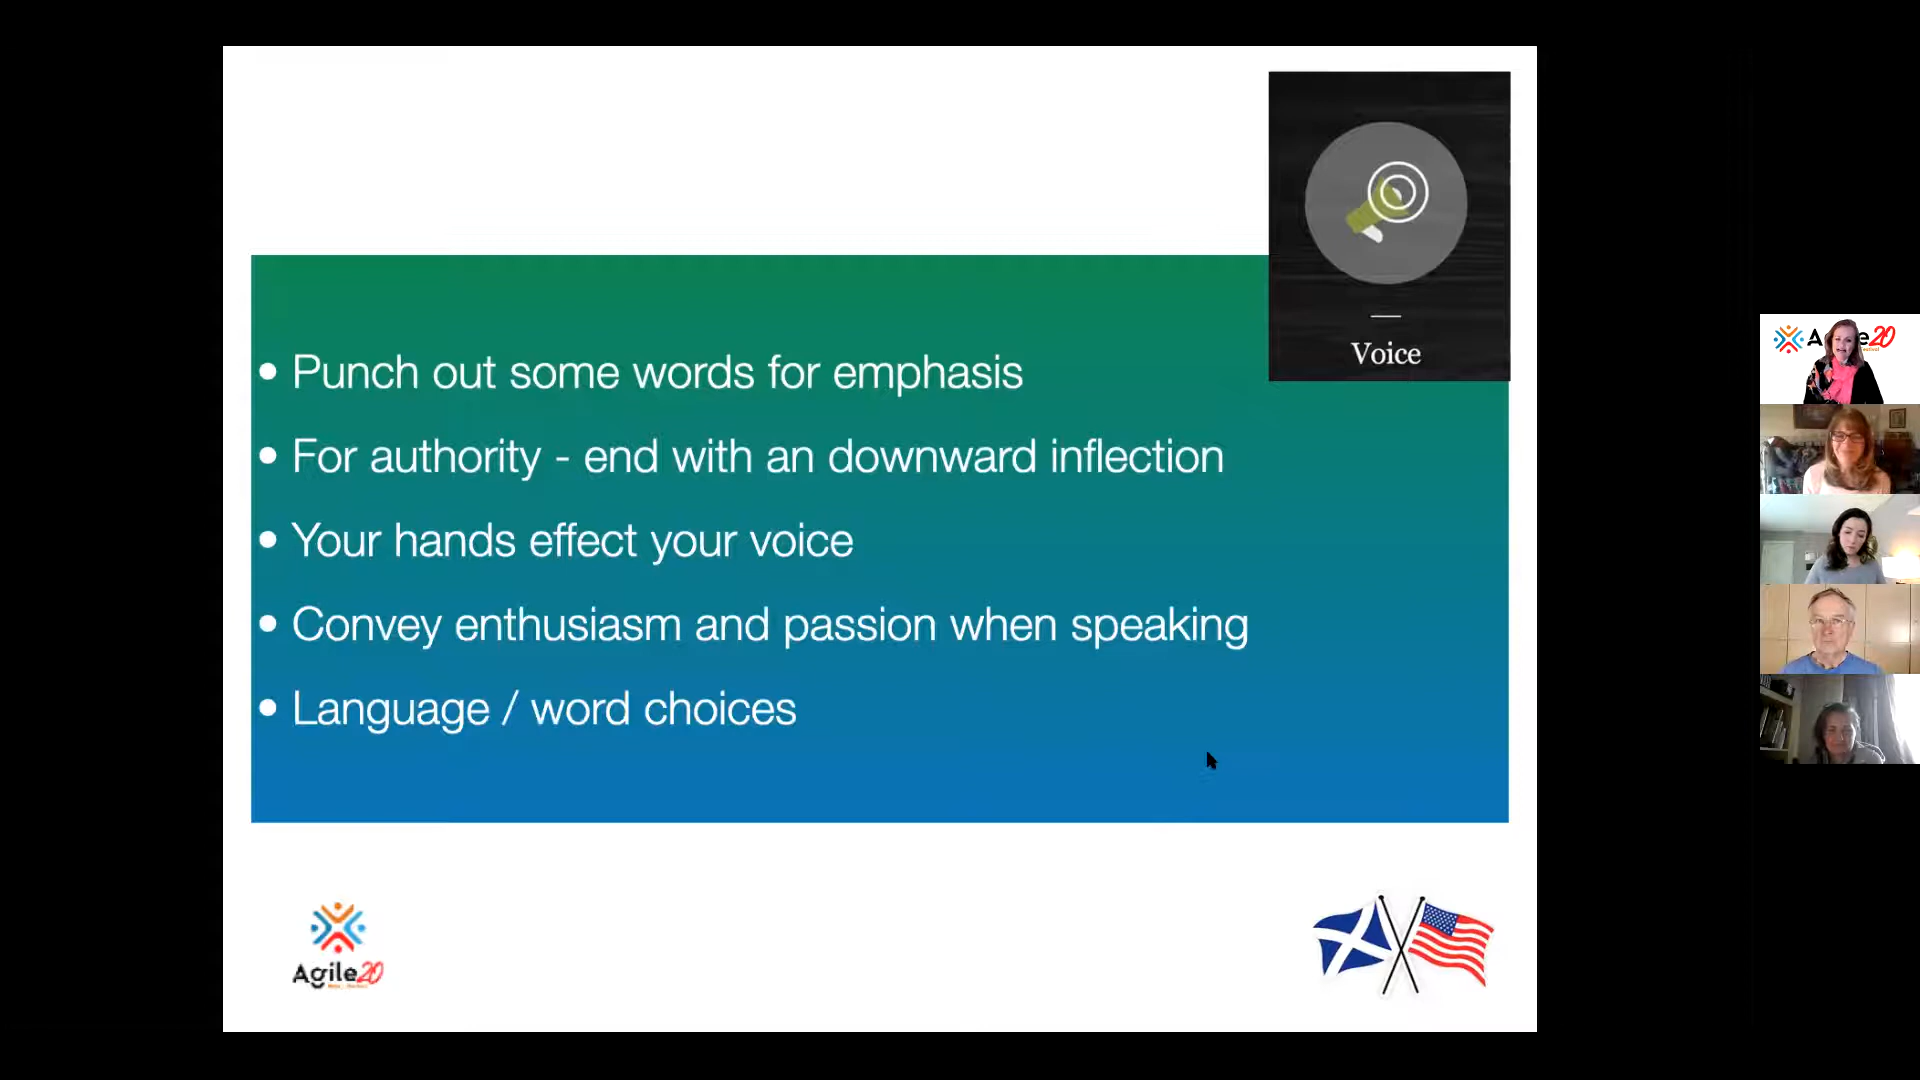 Voice
• Punch out some words for emphasis
• For authority - end with an downward inflection
• Your hands effect your voice
• Convey enthusiasm and passion when speaking
• Language / word choices
Agile20